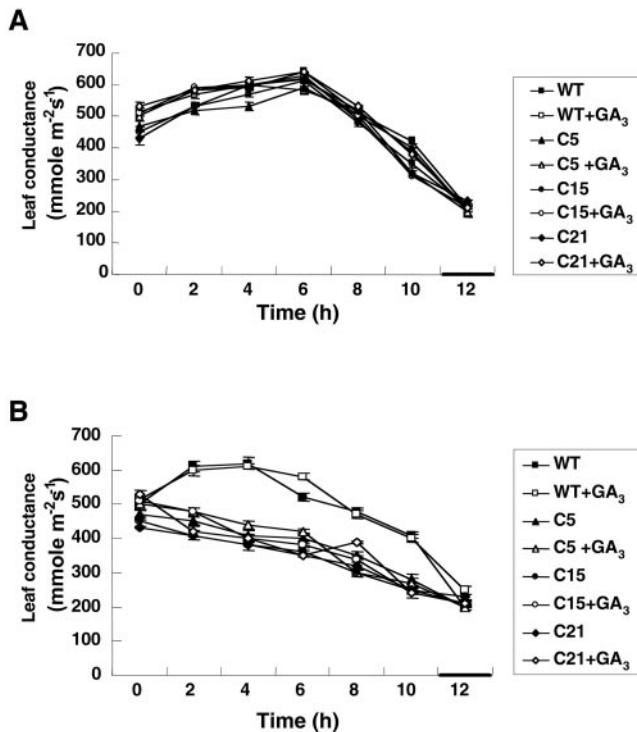 A
Leaf conductance
(mmole m⁻²s⁻¹)
700
600
500
400
300
200
100
0
0 2 4 6 8 10 12
Time (h)
WT
WT+GA₃
C5
C5 +GA₃
C15
C15+GA₃
C21
C21+GA₃
B
Leaf conductance
(mmole m⁻²s⁻¹)
700
600
500
400
300
200
100
0
0 2 4 6 8 10 12
Time (h)
WT
WT+GA₃
C5
C5 +GA₃
C15
C15+GA₃
C21
C21+GA₃